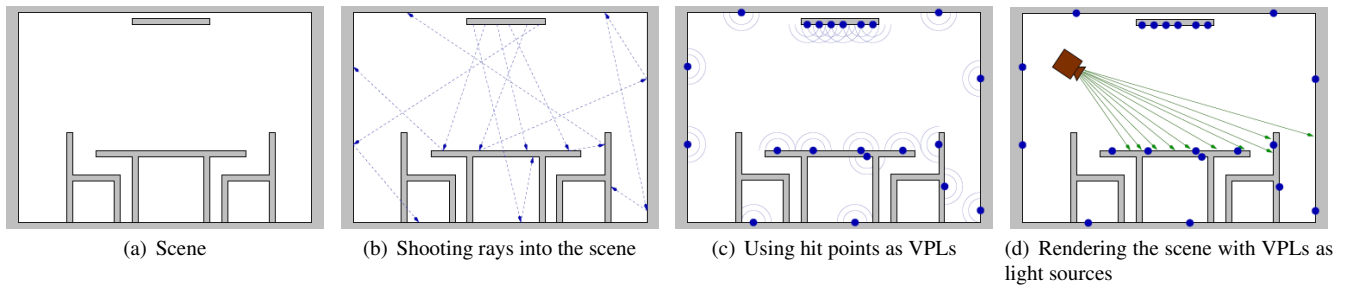 (a) Scene
(b) Shooting rays into the scene
(c) Using hit points as VPLs
(d) Rendering the scene with VPLs as
light sources